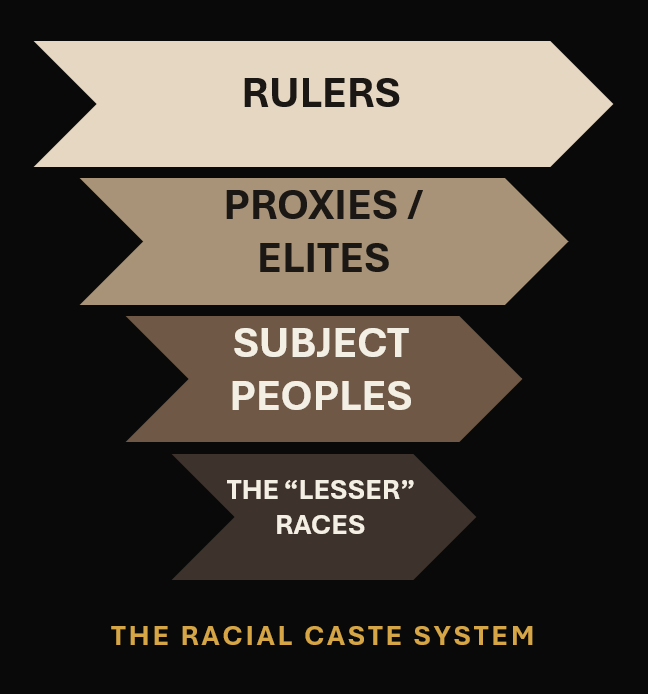 RULERS
PROXIES /
ELITES
SUBJECT
PEOPLES
THE “LESSER”
RACES
THE RACIAL CASTE SYSTEM